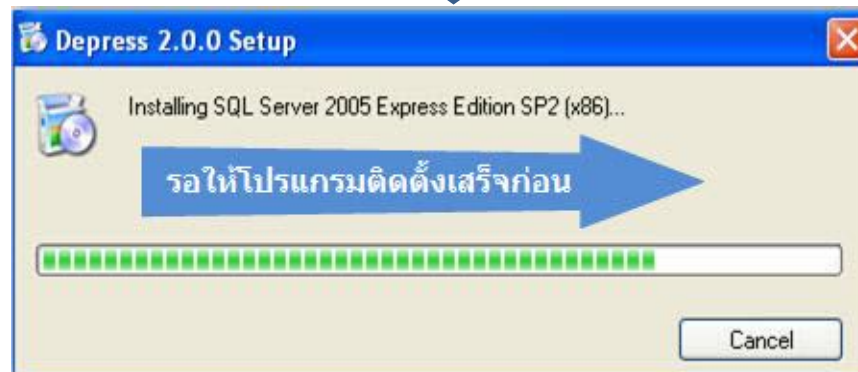 Depress 2.0.0 Setup
Installing SQL Server 2005 Express Edition SP2 (x86)...
รอให้โปรแกรมติดตั้งเสร็จก่อน
Cancel